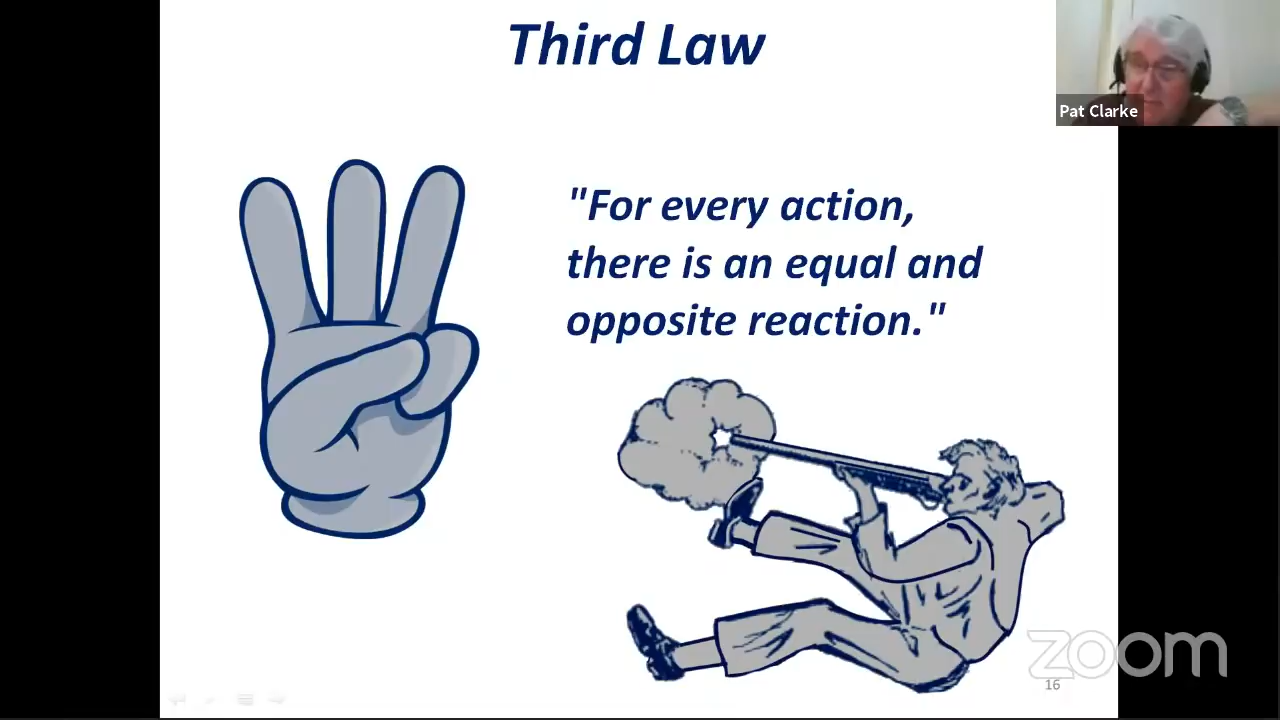 Third Law
Pat Clarke
"For every action,
there is an equal and
opposite reaction."
zoom
16